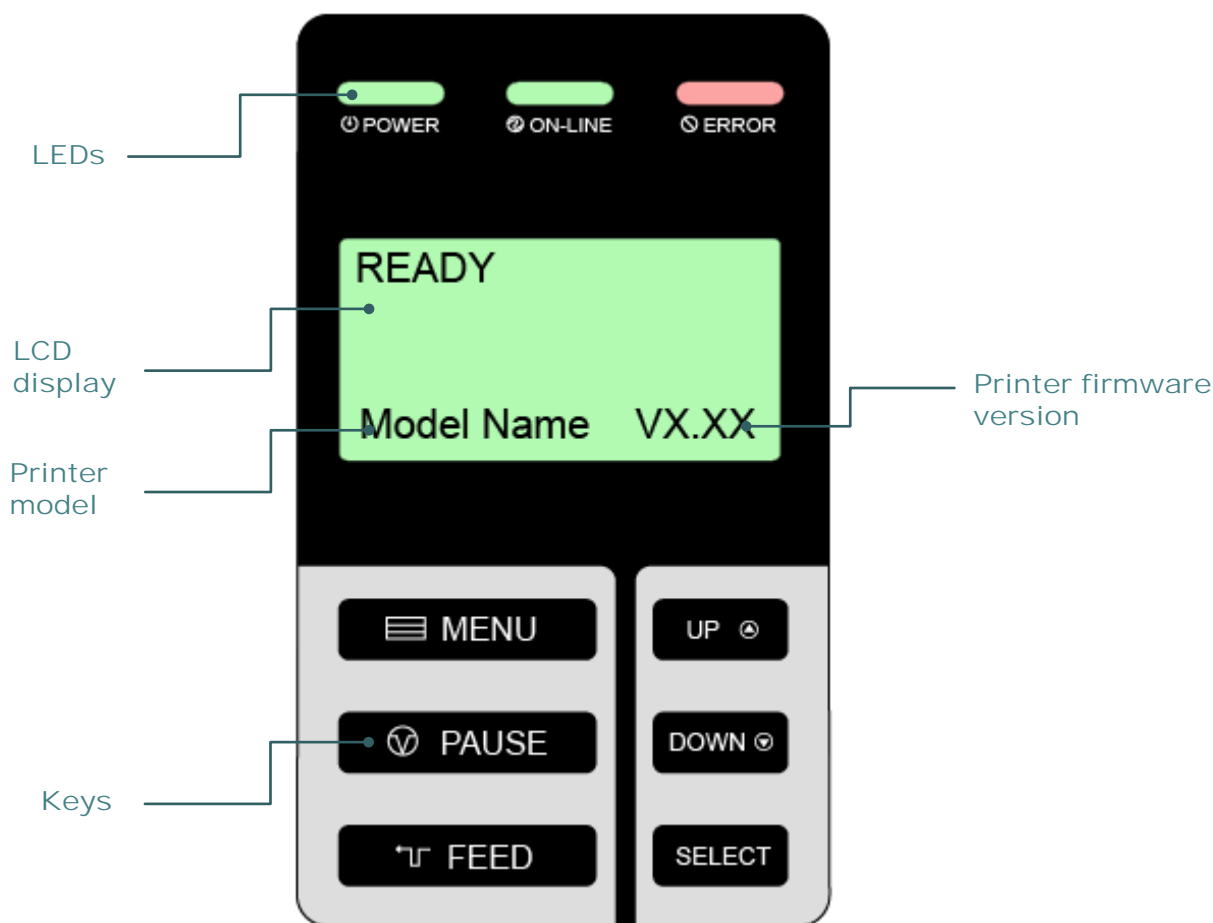 POWER ON-LINE ERROR
LEDs
READY
LCD
display
Printer firmware
version
Model Name VX.XX
Printer
model
MENU UP
PAUSE DOWN
Keys
FEED SELECT